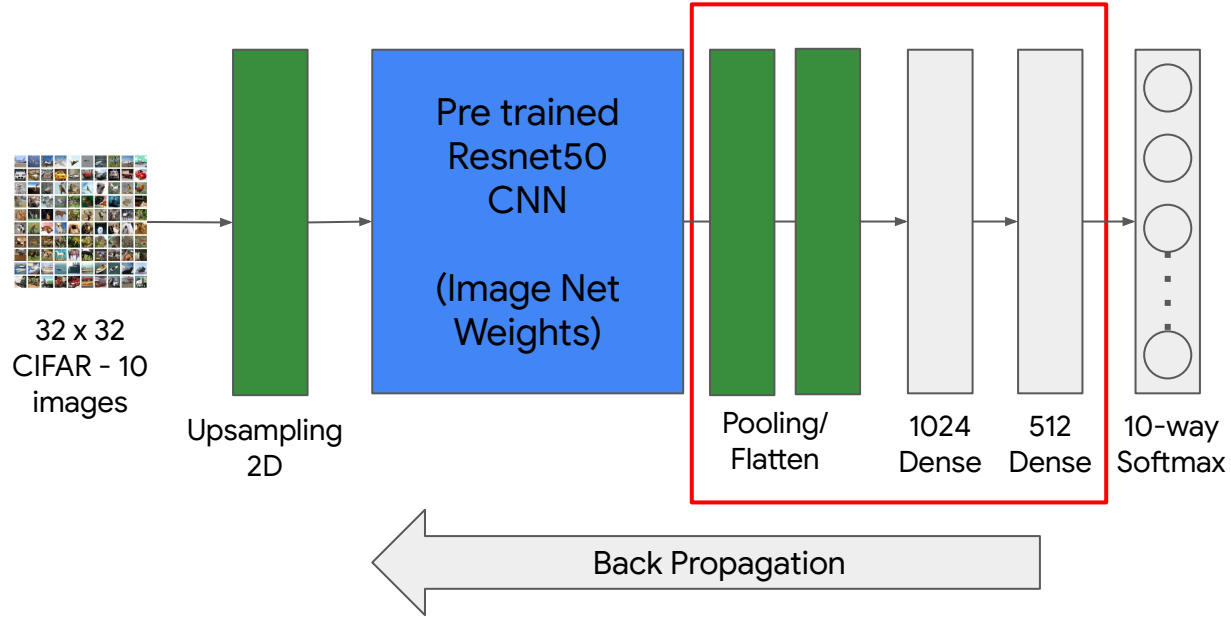 Pre trained
Resnet50
CNN
(Image Net
Weights)
32 x 32
CIFAR - 10
images
Upsampling
2D
Pooling/
Flatten
1024
Dense
512
Dense
10-way
Softmax
Back Propagation